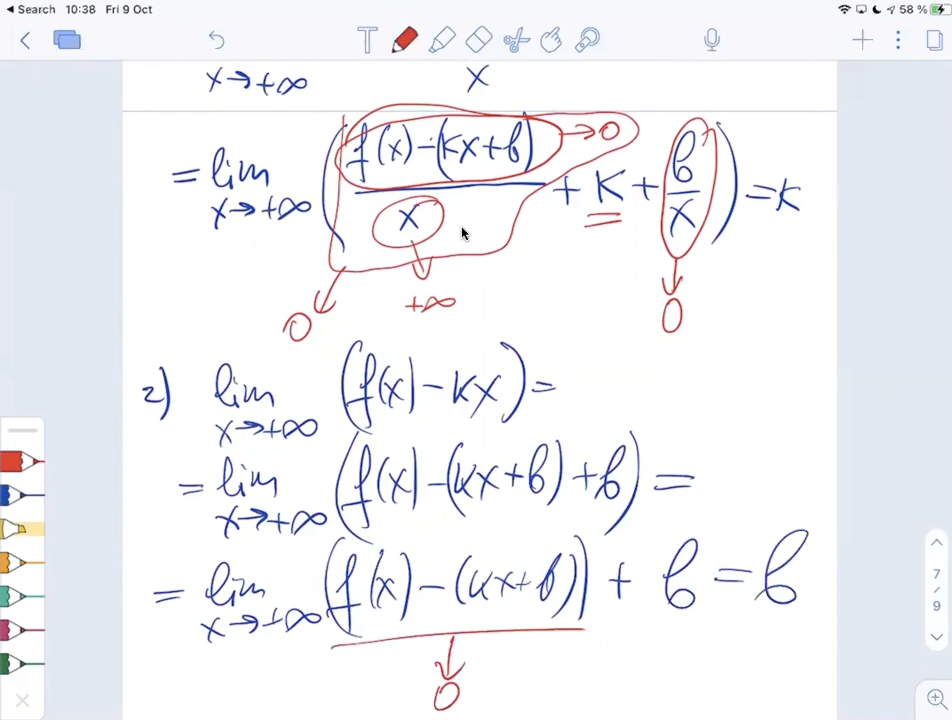 Search 10:38 Fri 9 Oct 58 %
x→+∞ x
= lim x→+∞ ( (f(x) − (kx+b)) / x + k + b/x ) = k
→0
0 +∞ 0
2) lim x→+∞ (f(x) − kx) =
= lim x→+∞ (f(x) − (kx+b) + b) =
= lim x→+∞ (f(x) − (kx+b)) + b = b
0
7 / 9